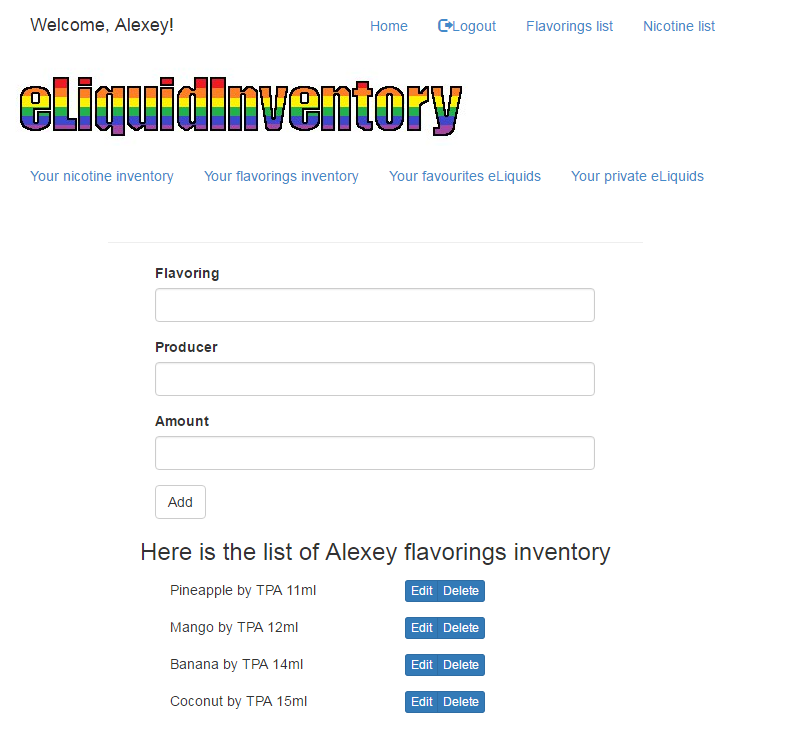 Welcome, Alexey! Home Logout Flavorings list Nicotine list
eLiquidInventory
Your nicotine inventory Your flavorings inventory Your favourites eLiquids Your private eLiquids
Flavoring
Producer
Amount
Add
Here is the list of Alexey flavorings inventory
Pineapple by TPA 11ml Edit Delete
Mango by TPA 12ml Edit Delete
Banana by TPA 14ml Edit Delete
Coconut by TPA 15ml Edit Delete